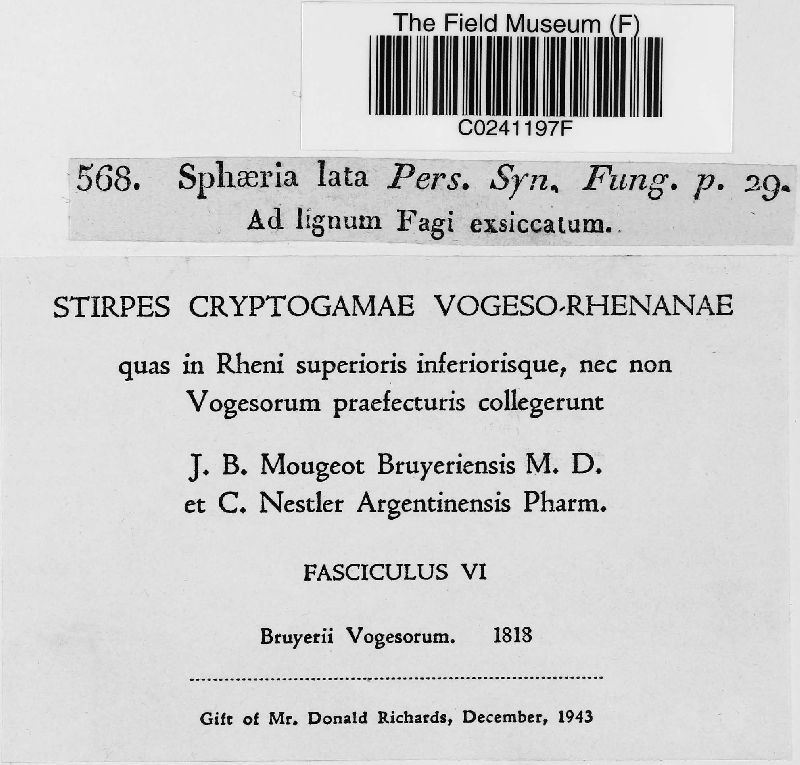 The Field Museum (F)
C0241197F
568. Sphæria lata Pers. Syn. Fung. p. 29.
Ad lignum Fagi exsiccatum.
STIRPES CRYPTOGAMAE VOGESO-RHENANAE
quas in Rheni superioris inferiorisque, nec non
Vogesorum praefecturis collegerunt
J. B. Mougeot Bruyeriensis M. D.
et C. Nestler Argentinensis Pharm.
FASCICULUS VI
Bruyerii Vogesorum. 1818
Gift of Mr. Donald Richards, December, 1943